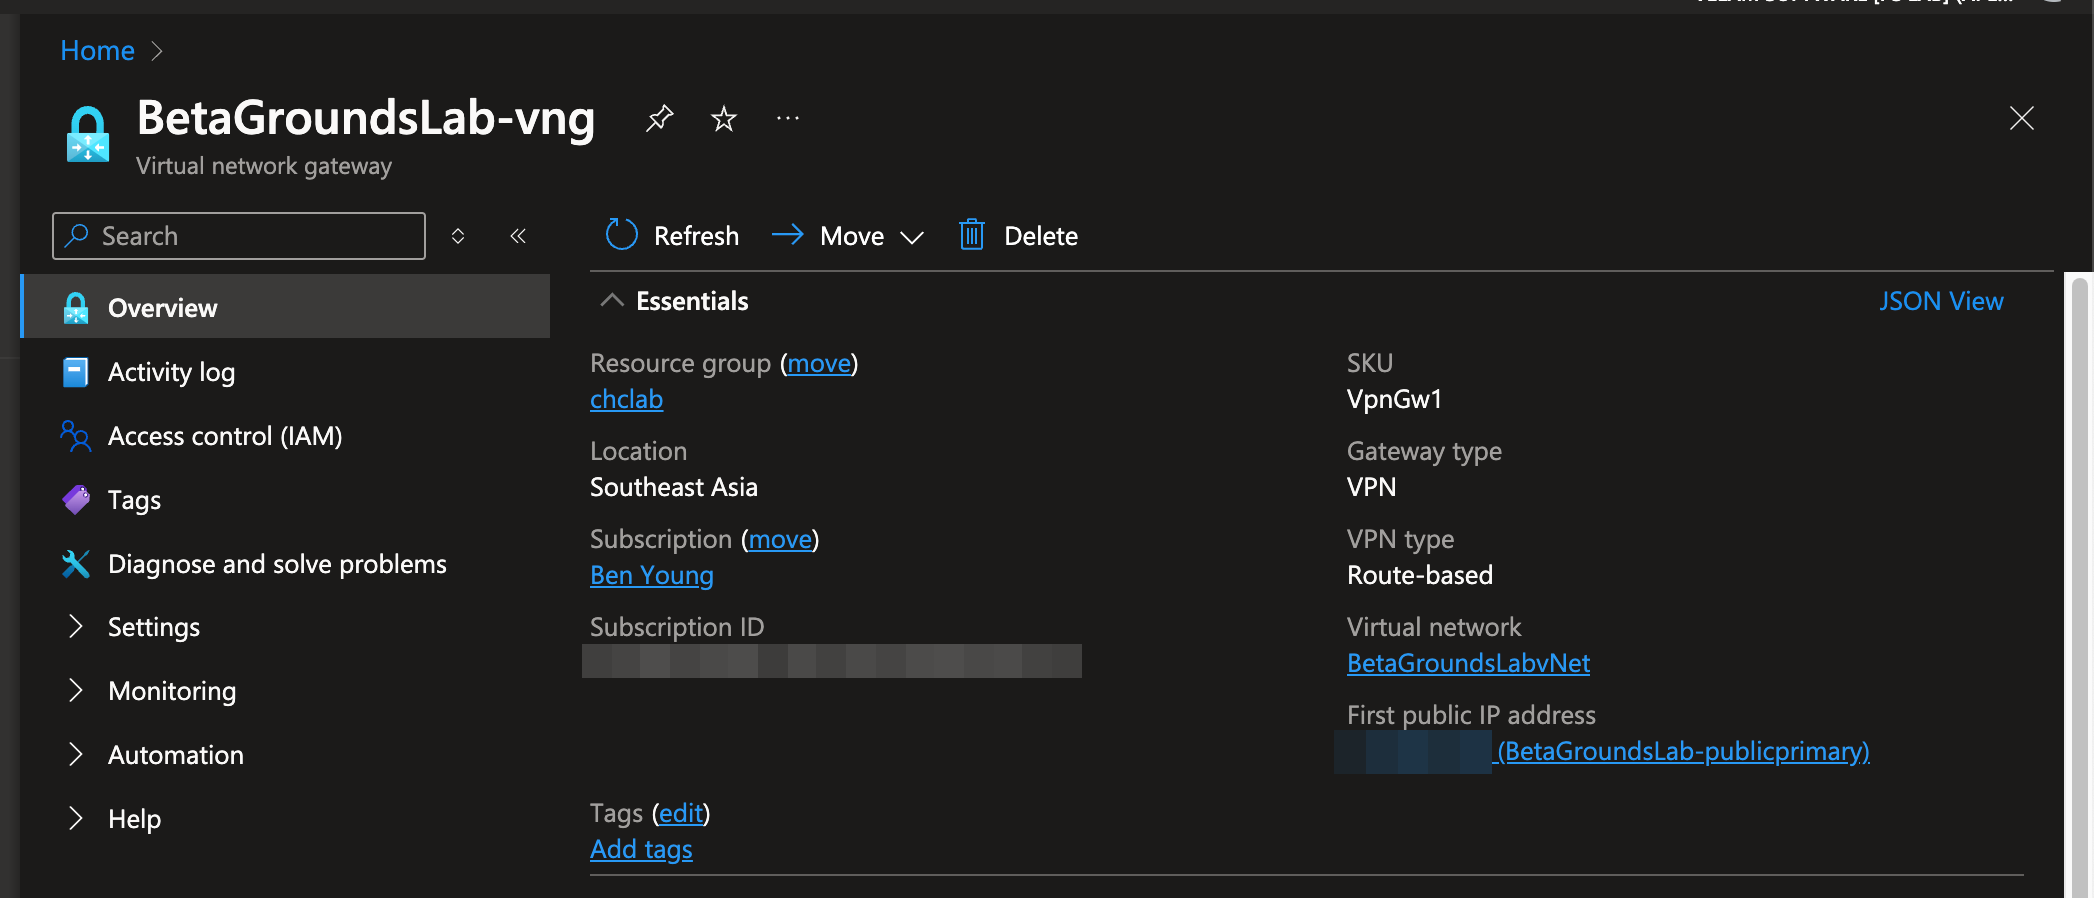 Home
BetaGroundsLab-vng
Virtual network gateway
Search
Refresh
Move
Delete
Overview
Activity log
Access control (IAM)
Tags
Diagnose and solve problems
Settings
Monitoring
Automation
Help
Essentials
JSON View
Resource group (move)
chclab
Location
Southeast Asia
Subscription (move)
Ben Young
Subscription ID
SKU
VpnGw1
Gateway type
VPN
VPN type
Route-based
Virtual network
BetaGroundsLabvNet
First public IP address
(BetaGroundsLab-publicprimary)
Tags (edit)
Add tags